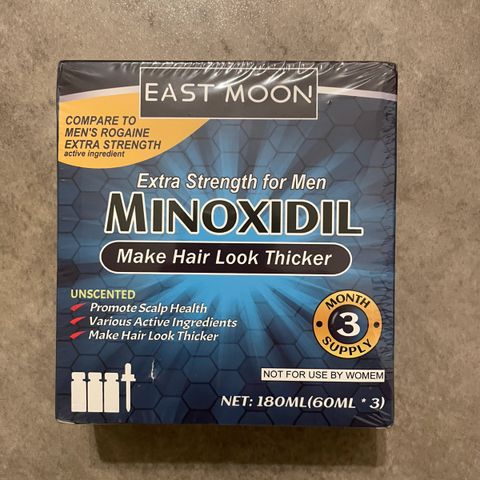 EAST MOON
COMPARE TO
MEN'S ROGAINE
EXTRA STRENGTH
active ingredient
Extra Strength for Men
MINOXIDIL
Make Hair Look Thicker
UNSCENTED
Promote Scalp Health
Various Active Ingredients
Make Hair Look Thicker
MONTH
3
SUPPLY
NOT FOR USE BY WOMEM
NET: 180ML(60ML * 3)